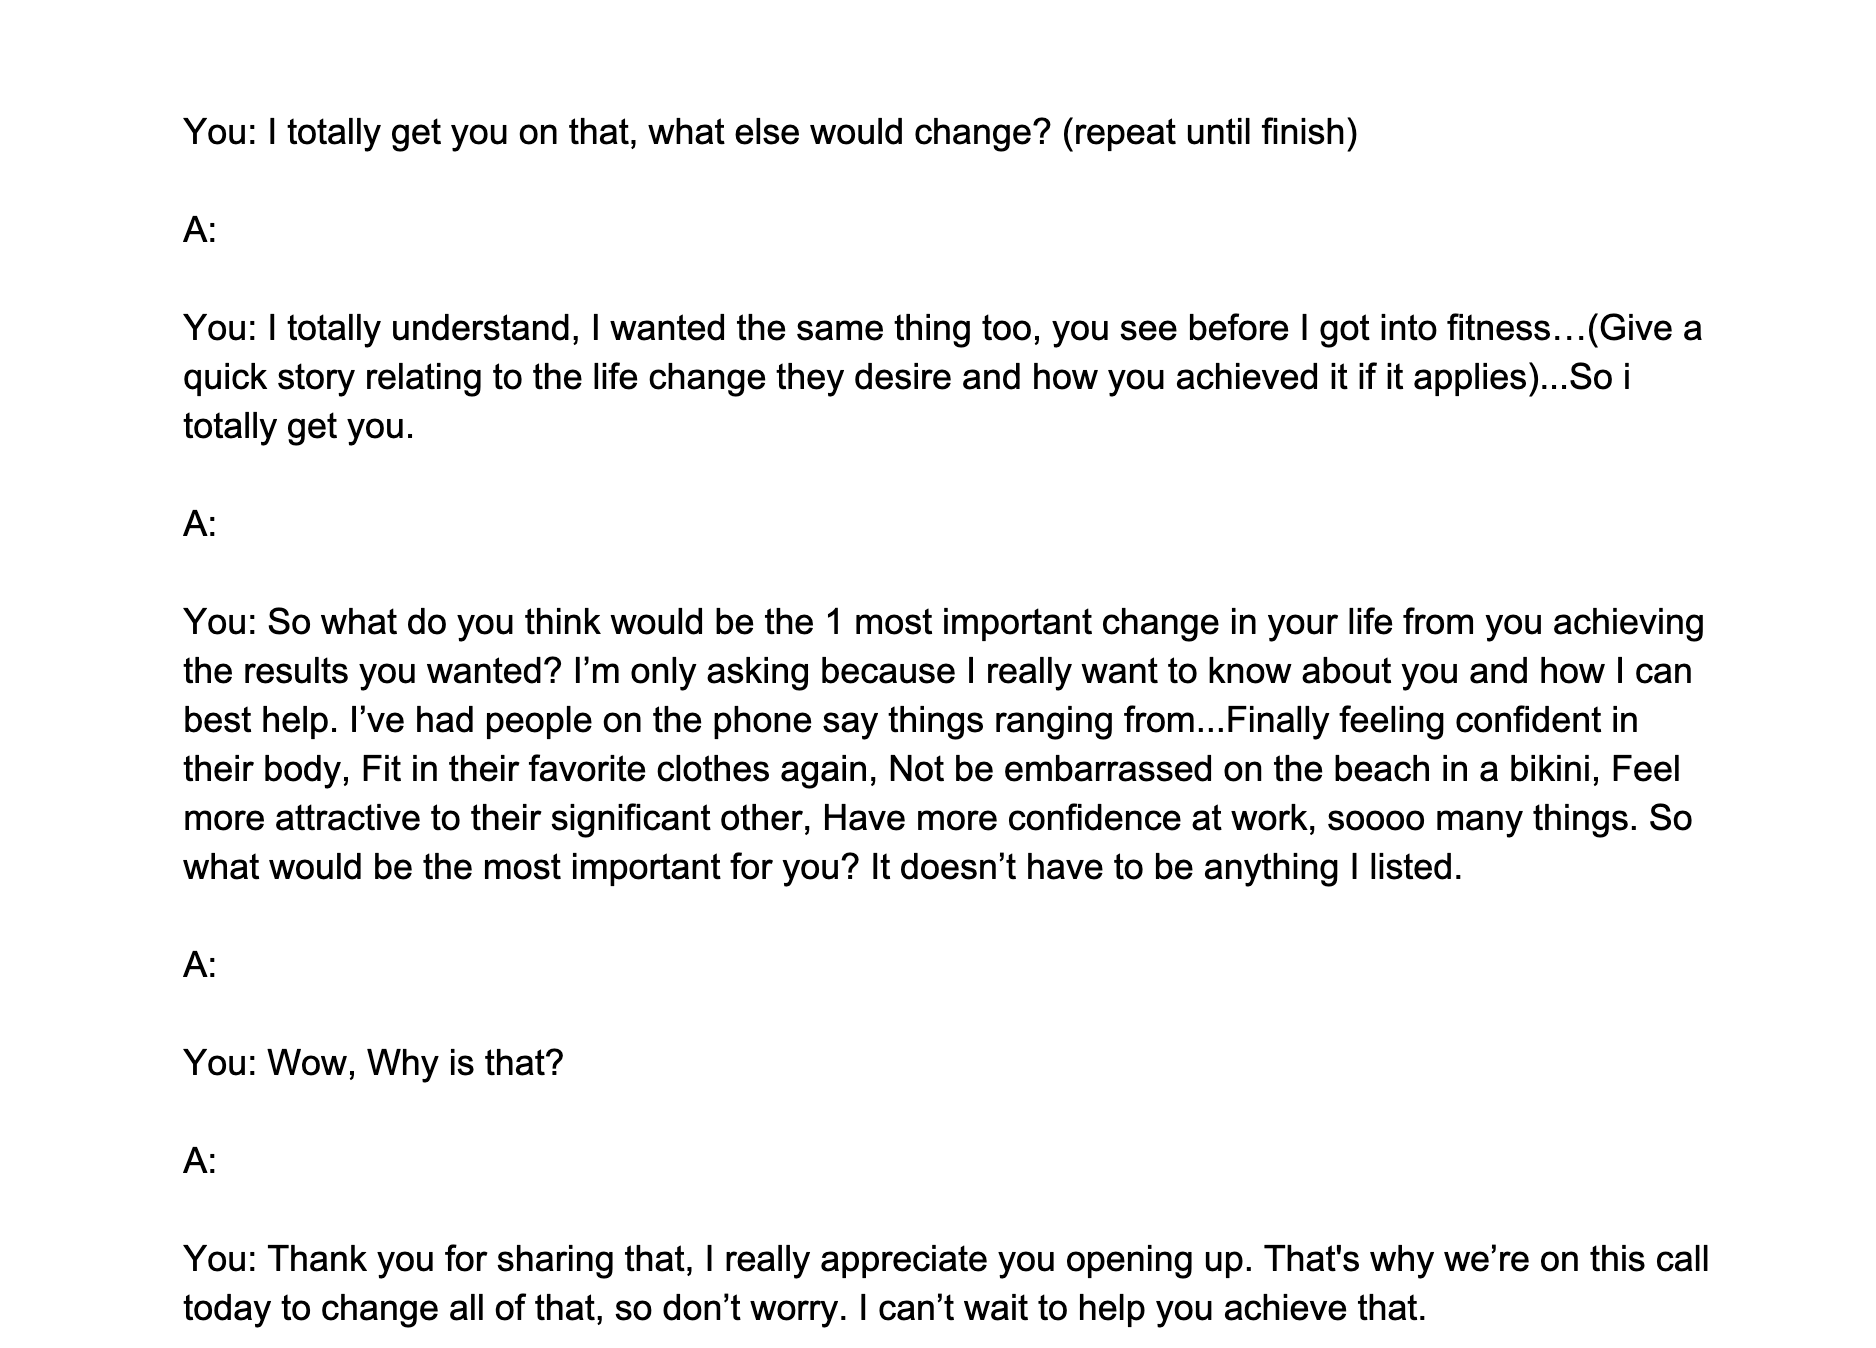 You: I totally get you on that, what else would change? (repeat until finish)
A:
You: I totally understand, I wanted the same thing too, you see before I got into fitness…(Give a
quick story relating to the life change they desire and how you achieved it if it applies)...So i
totally get you.
A:
You: So what do you think would be the 1 most important change in your life from you achieving
the results you wanted? I’m only asking because I really want to know about you and how I can
best help. I’ve had people on the phone say things ranging from...Finally feeling confident in
their body, Fit in their favorite clothes again, Not be embarrassed on the beach in a bikini, Feel
more attractive to their significant other, Have more confidence at work, soooo many things. So
what would be the most important for you? It doesn’t have to be anything I listed.
A:
You: Wow, Why is that?
A:
You: Thank you for sharing that, I really appreciate you opening up. That's why we’re on this call
today to change all of that, so don’t worry. I can’t wait to help you achieve that.